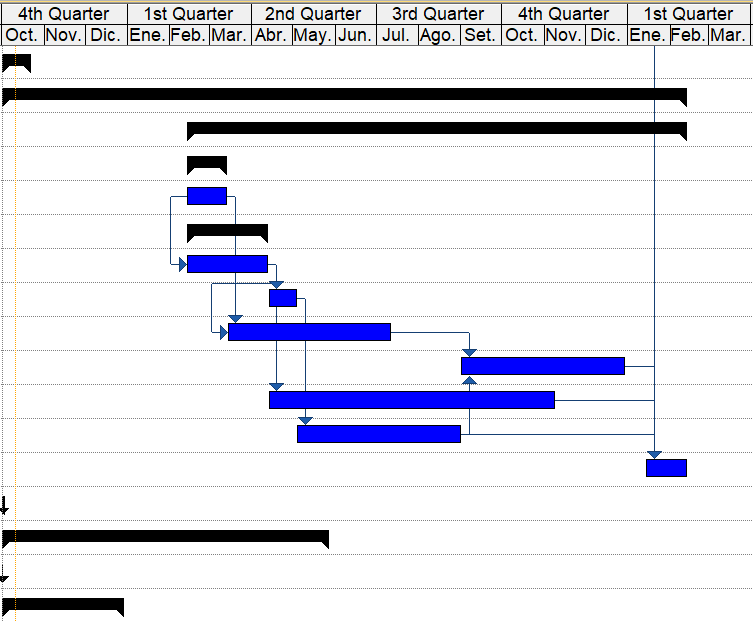 4th Quarter 1st Quarter 2nd Quarter 3rd Quarter 4th Quarter 1st Quarter
Oct. Nov. Dic. Ene. Feb. Mar. Abr. May. Jun. Jul. Ago. Set. Oct. Nov. Dic. Ene. Feb. Mar.